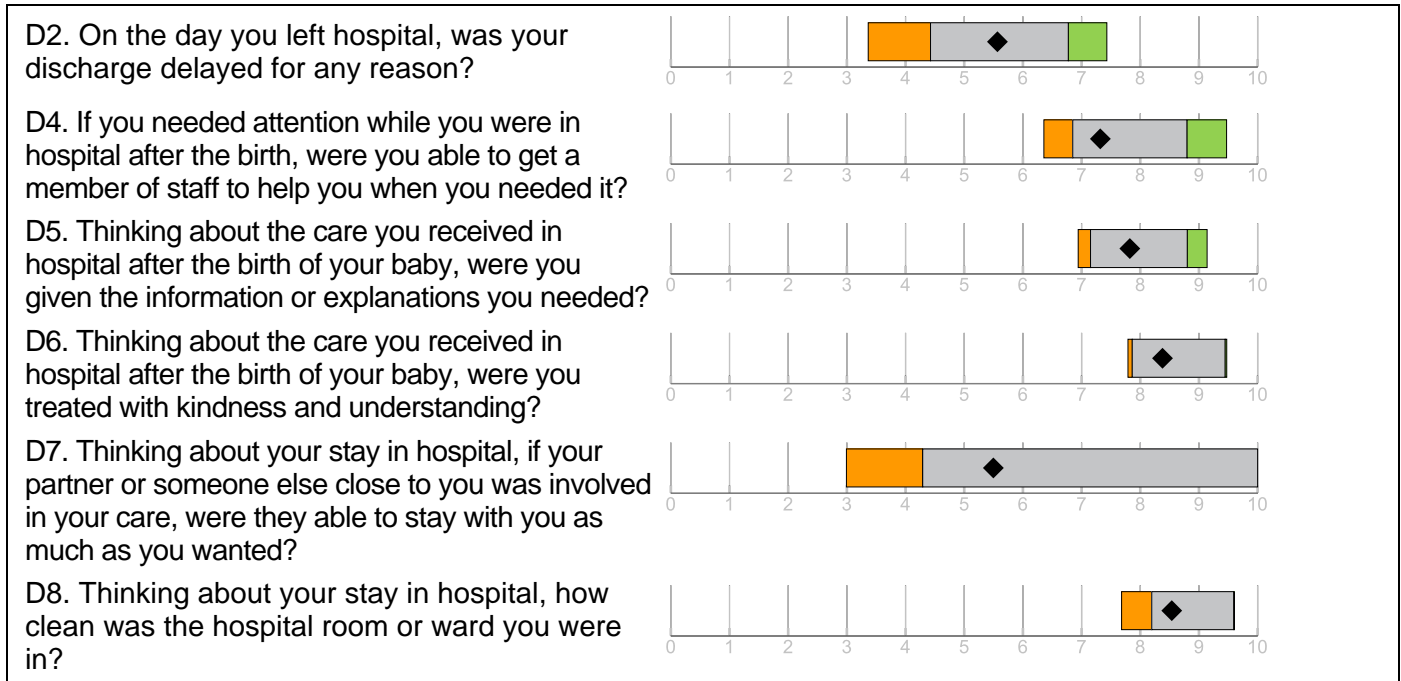 D2. On the day you left hospital, was your
discharge delayed for any reason?
0 1 2 3 4 5 6 7 8 9 10
D4. If you needed attention while you were in
hospital after the birth, were you able to get a
member of staff to help you when you needed it?
0 1 2 3 4 5 6 7 8 9 10
D5. Thinking about the care you received in
hospital after the birth of your baby, were you
given the information or explanations you needed?
0 1 2 3 4 5 6 7 8 9 10
D6. Thinking about the care you received in
hospital after the birth of your baby, were you
treated with kindness and understanding?
0 1 2 3 4 5 6 7 8 9 10
D7. Thinking about your stay in hospital, if your
partner or someone else close to you was involved
in your care, were they able to stay with you as
much as you wanted?
0 1 2 3 4 5 6 7 8 9 10
D8. Thinking about your stay in hospital, how
clean was the hospital room or ward you were
in?
0 1 2 3 4 5 6 7 8 9 10